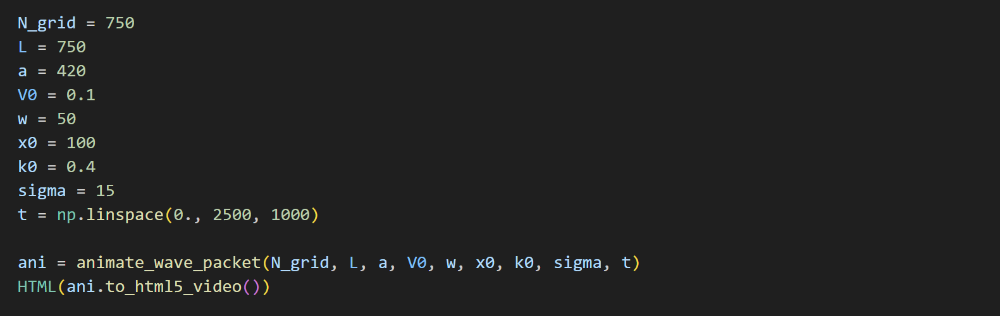 N_grid = 750
L = 750
a = 420
V0 = 0.1
w = 50
x0 = 100
k0 = 0.4
sigma = 15
t = np.linspace(0., 2500, 1000)
ani = animate_wave_packet(N_grid, L, a, V0, w, x0, k0, sigma, t)
HTML(ani.to_html5_video())